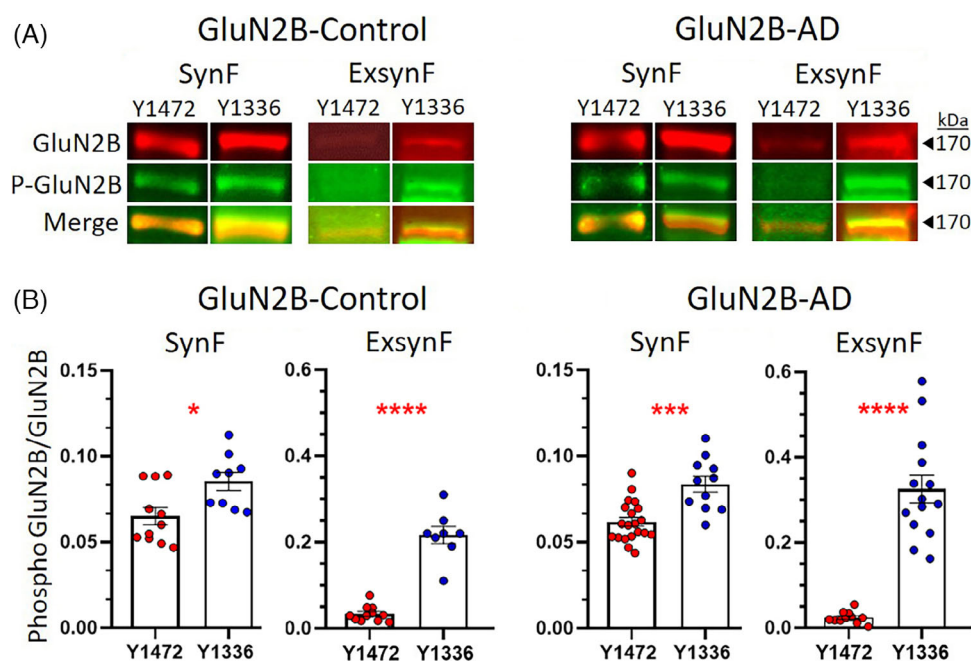 (A)
GluN2B-Control
GluN2B-AD
SynF
ExsynF
SynF
ExsynF
Y1472 Y1336 Y1472 Y1336 Y1472 Y1336 Y1472 Y1336 kDa
GluN2B ◄170
P-GluN2B ◄170
Merge ◄170
(B)
GluN2B-Control
GluN2B-AD
SynF
ExsynF
SynF
ExsynF
Phospho GluN2B/GluN2B
0.15
0.10
0.05
0.00
*
Y1472 Y1336
0.6
0.4
0.2
0.0
****
Y1472 Y1336
0.15
0.10
0.05
0.00
***
Y1472 Y1336
0.6
0.4
0.2
0.0
****
Y1472 Y1336